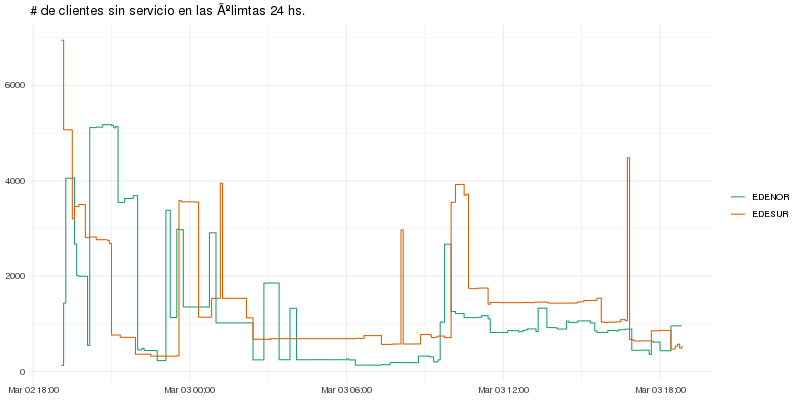 # de clientes sin servicio en las Ãºlimtas 24 hs.
6000
4000
2000
0
Mar 02 18:00
Mar 03 00:00
Mar 03 06:00
Mar 03 12:00
Mar 03 18:00
EDENOR
EDESUR